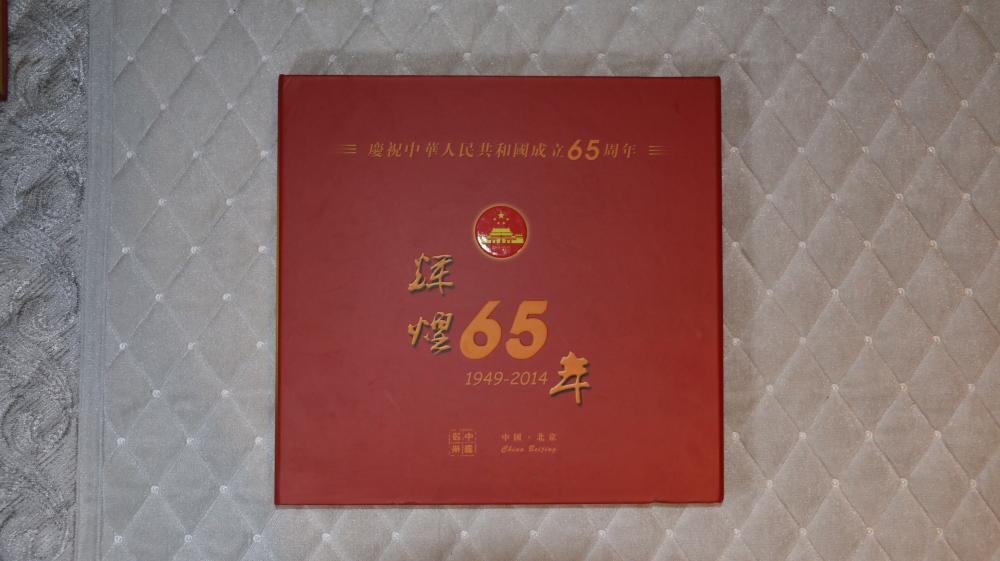 慶祝中華人民共和國成立65周年
輝煌65年
1949-2014
中國·北京
China Beijing